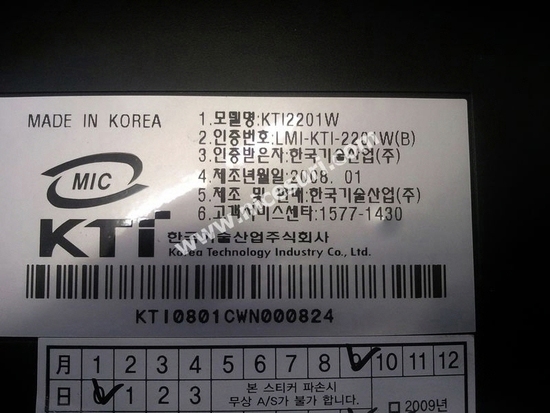 MADE IN KOREA
MIC
KTi
1.모델명:KTI2201W
2.인증번호:LMI-KTI-2201W(B)
3.인증받은자:한국기술산업(주)
4.제조년월일:2008. 01
5.제조 및 판매:한국기술산업(주)
6.고객서비스센타:1577-1430
한국기술산업주식회사
Korea Technology Industry Co., Ltd.
KTI0801CWN000824
월 1 2 3 4 5 6 7 8 9 10 11 12
일 0 1 2 3
본 스티커 파손시
무상 A/S가 불가 합니다.
2009년